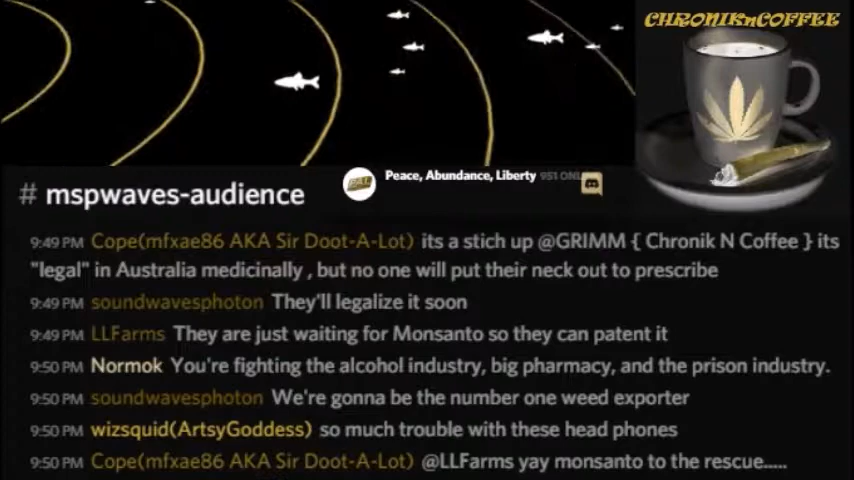 CHRONIKnCOFFEE
Peace, Abundance, Liberty 951 ONL
# mspwaves-audience
9:49 PM Cope(mfxae86 AKA Sir Doot-A-Lot) its a stich up @GRIMM { Chronik N Coffee } its
"legal" in Australia medicinally , but no one will put their neck out to prescribe
9:49 PM soundwavesphoton They'll legalize it soon
9:49 PM LLFarms They are just waiting for Monsanto so they can patent it
9:50 PM Normok You're fighting the alcohol industry, big pharmacy, and the prison industry.
9:50 PM soundwavesphoton We're gonna be the number one weed exporter
9:50 PM wizsquid(ArtsyGoddess) so much trouble with these head phones
9:50 PM Cope(mfxae86 AKA Sir Doot-A-Lot) @LLFarms yay monsanto to the rescue.....